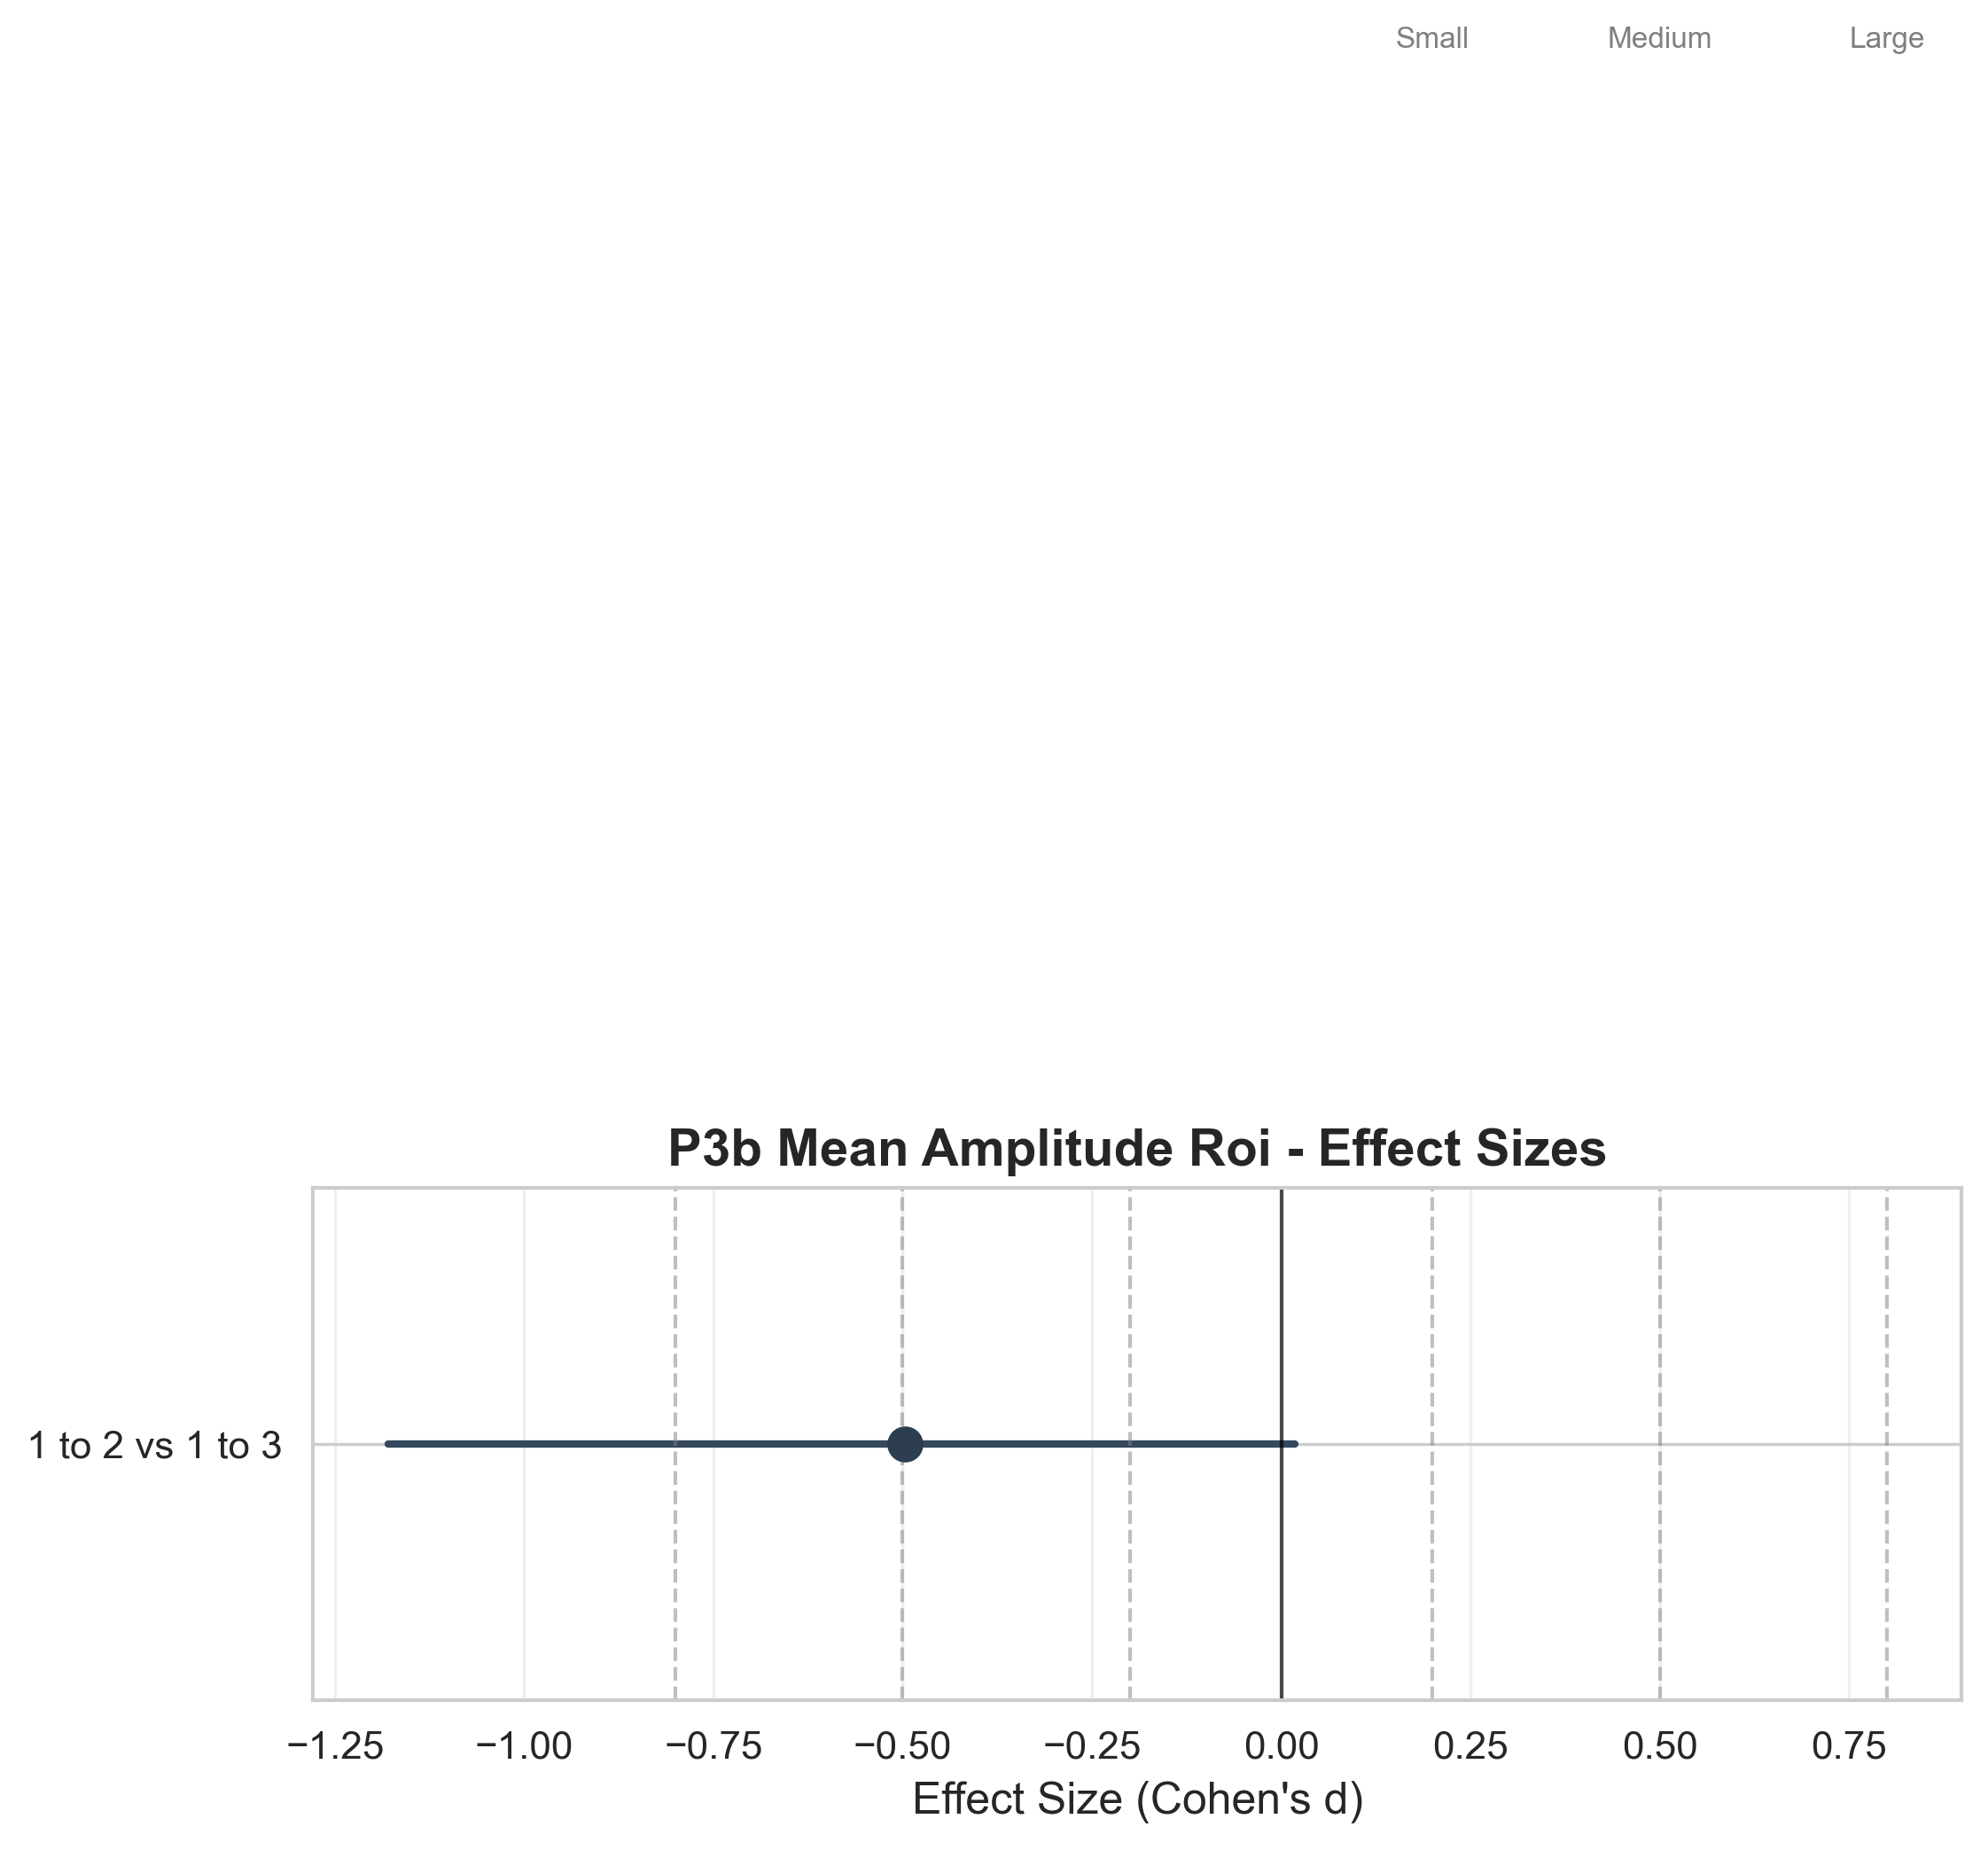 Small Medium Large
P3b Mean Amplitude Roi - Effect Sizes
1 to 2 vs 1 to 3
−1.25 −1.00 −0.75 −0.50 −0.25 0.00 0.25 0.50 0.75
Effect Size (Cohen's d)